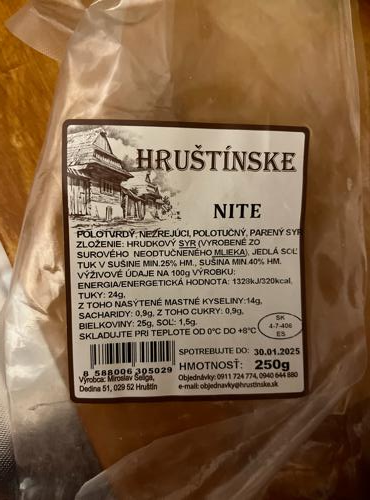 HRUŠTÍNSKE
NITE
POLOTVRDÝ, NEZREJÚCI, POLOTUČNÝ, PARENÝ SYR
ZLOŽENIE: HRUDKOVÝ SYR (VYROBENÉ ZO
SUROVÉHO NEODTUČNENÉHO MLIEKA), JEDLÁ SOĽ
TUK V SUŠINE MIN.25% HM., SUŠINA MIN.40% HM.
VÝŽIVOVÉ ÚDAJE NA 100g VÝROBKU:
ENERGIA/ENERGETICKÁ HODNOTA: 1328kJ/320kcal,
TUKY: 24g,
Z TOHO NASÝTENÉ MASTNÉ KYSELINY:14g,
SACHARIDY: 0,9g, Z TOHO CUKRY: 0,9g,
BIELKOVINY: 25g, SOĽ: 1,5g.
SKLADUJTE PRI TEPLOTE OD 0°C DO +8°C
SK
4-7-406
ES
SPOTREBUJTE DO: 30.01.2025
HMOTNOSŤ: 250g
8 588006 305029
Výrobca: Miroslav Seliga,
Dedina 51, 029 52 Hruštín
Objednávky: 0911 724 774, 0940 644 880
e-mail: objednavky@hrustinske.sk